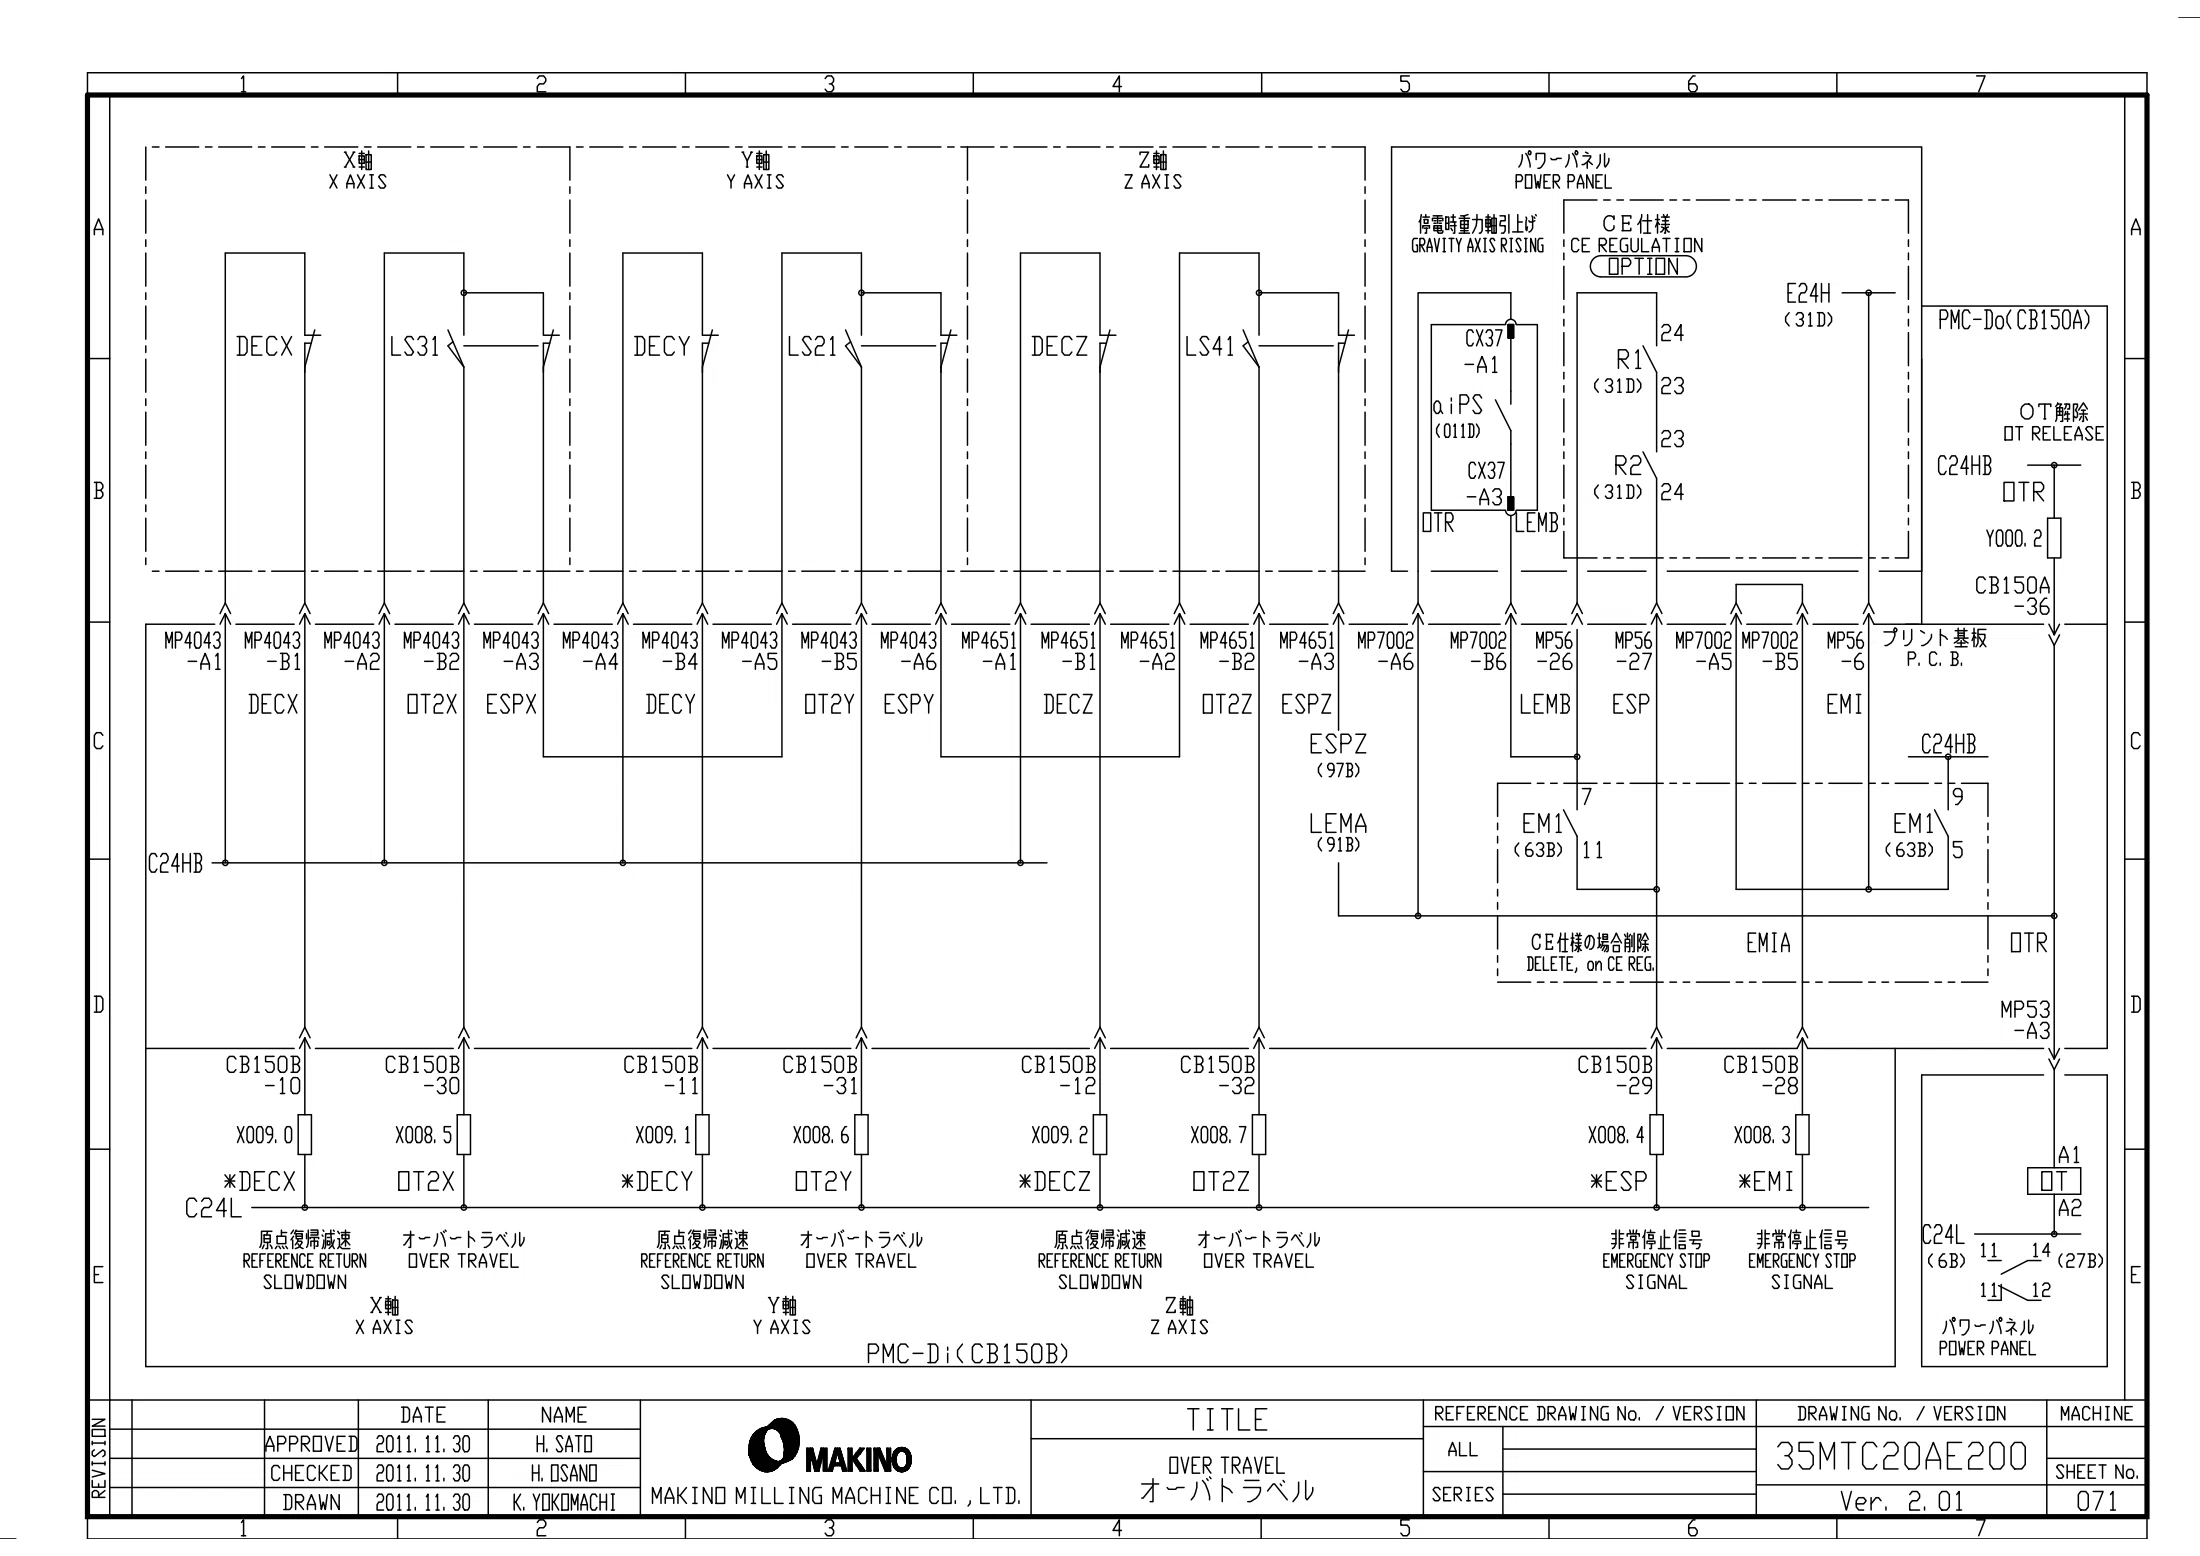 1 2 3 4 5 6 7
A
B
C
D
E
X軸
X AXIS
Y軸
Y AXIS
Z軸
Z AXIS
パワーパネル
POWER PANEL
停電時重力軸引上げ
GRAVITY AXIS RISING
CE仕様
CE REGULATION
OPTION
E24H
(31D)
PMC-Do(CB150A)
DECX
LS31
DECY
LS21
DECZ
LS41
CX37
-A1
aiPS
(011D)
CX37
-A3
OTR
LEMB
24
R1
(31D)
23
23
R2
(31D)
24
OT解除
OT RELEASE
C24HB
OTR
Y000.2
CB150A
-36
MP4043
-A1
MP4043
-B1
MP4043
-A2
MP4043
-B2
MP4043
-A3
MP4043
-A4
MP4043
-B4
MP4043
-A5
MP4043
-B5
MP4043
-A6
MP4651
-A1
MP4651
-B1
MP4651
-A2
MP4651
-B2
MP4651
-A3
MP7002
-A6
MP7002
-B6
MP56
-26
MP56
-27
MP7002
-A5
MP7002
-B5
MP56
-6
プリント基板
P.C.B.
DECX
OT2X
ESPX
DECY
OT2Y
ESPY
DECZ
OT2Z
ESPZ
LEMB
ESP
EMI
ESPZ
(97B)
LEMA
(91B)
C24HB
7
EM1
(63B)
11
9
EM1
(63B)
5
C24HB
CE仕様の場合削除
DELETE, on CE REG.
EMIA
OTR
MP53
-A3
CB150B
-10
CB150B
-30
CB150B
-11
CB150B
-31
CB150B
-12
CB150B
-32
CB150B
-29
CB150B
-28
X009.0
X008.5
X009.1
X008.6
X009.2
X008.7
X008.4
X008.3
*DECX
OT2X
*DECY
OT2Y
*DECZ
OT2Z
*ESP
*EMI
C24L
原点復帰減速
REFERENCE RETURN
SLOWDOWN
オーバートラベル
OVER TRAVEL
X軸
X AXIS
原点復帰減速
REFERENCE RETURN
SLOWDOWN
オーバートラベル
OVER TRAVEL
Y軸
Y AXIS
原点復帰減速
REFERENCE RETURN
SLOWDOWN
オーバートラベル
OVER TRAVEL
Z軸
Z AXIS
非常停止信号
EMERGENCY STOP
SIGNAL
非常停止信号
EMERGENCY STOP
SIGNAL
PMC-Di(CB150B)
A1
OT
A2
C24L
(6B)
11 14
(27B)
11 12
パワーパネル
POWER PANEL
A
B
C
D
E
REVISION
DATE NAME
APPROVED 2011.11.30 H.SATO
CHECKED 2011.11.30 H.OSANO
DRAWN 2011.11.30 K.YOKOMACHI
MAKINO
MAKINO MILLING MACHINE CO.,LTD.
TITLE
OVER TRAVEL
オーバトラベル
REFERENCE DRAWING No. / VERSION
ALL
SERIES
DRAWING No. / VERSION
35MTC20AE200
Ver. 2.01
MACHINE
SHEET No.
071
1 2 3 4 5 6 7